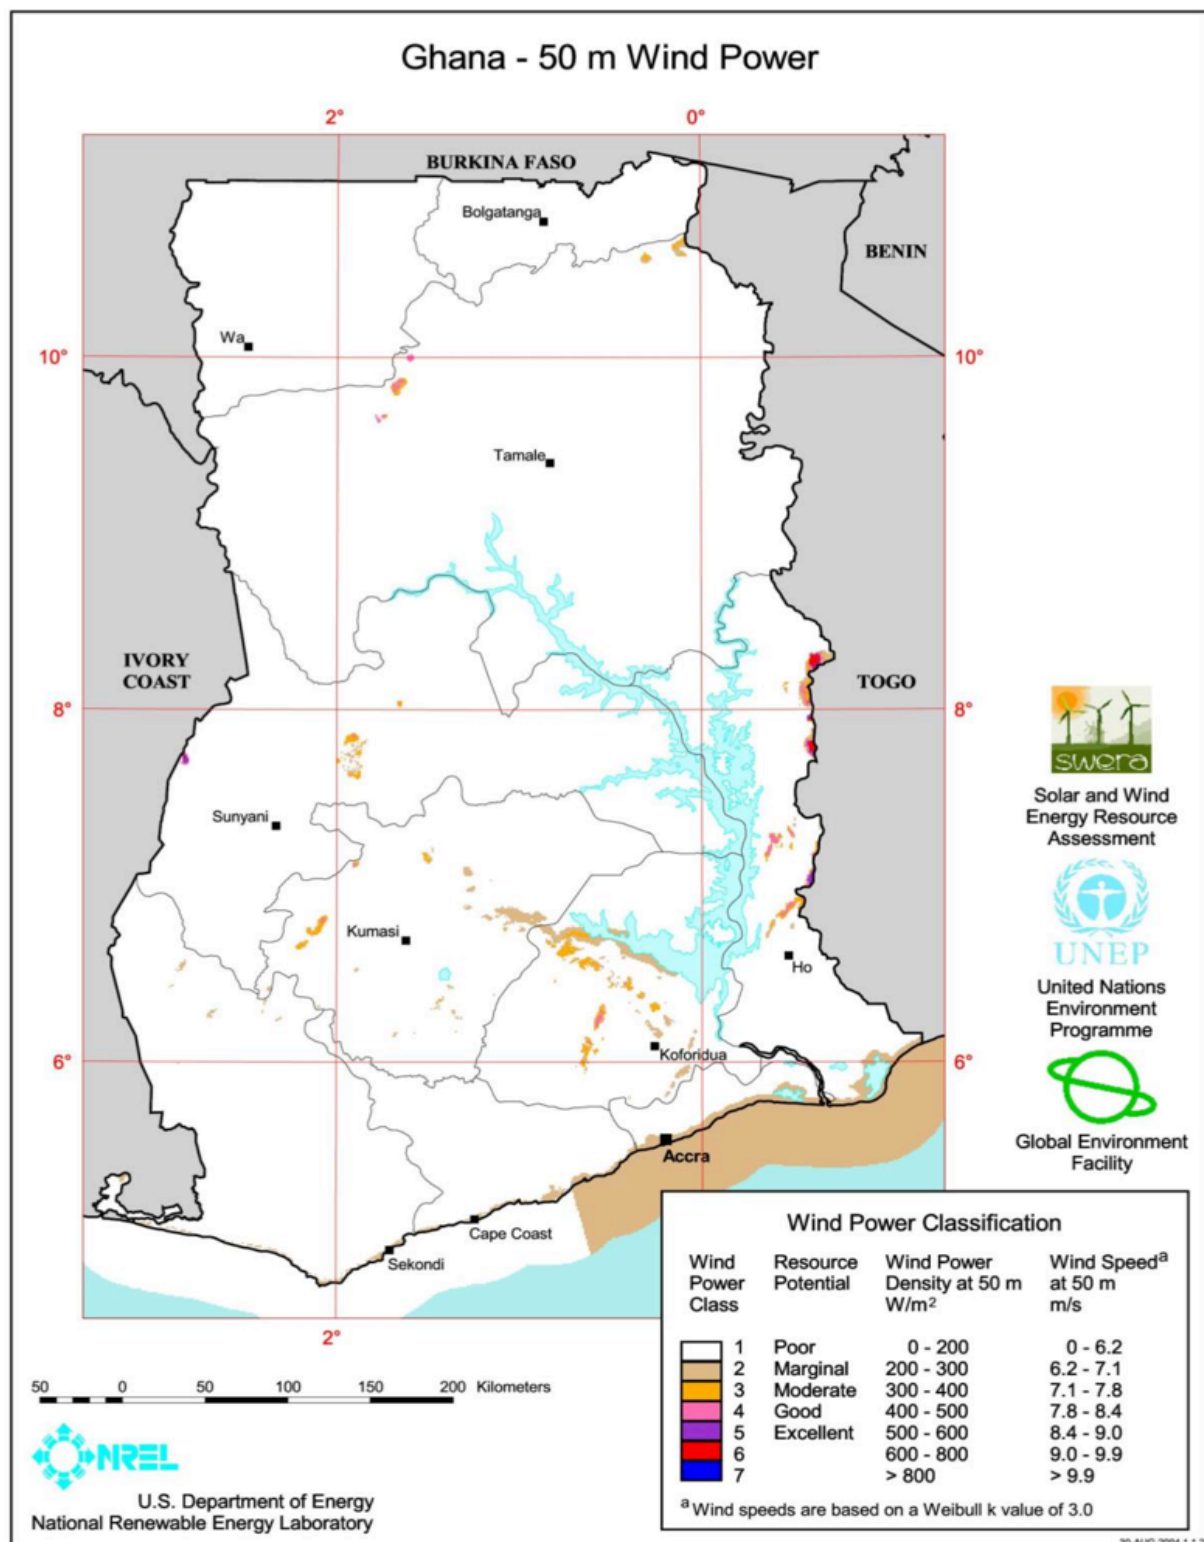 Ghana - 50 m Wind Power
2°
0°
BURKINA FASO
Bolgatanga
BENIN
Wa
10°
10°
Tamale
IVORY
COAST
TOGO
8°
8°
swera
Solar and Wind
Energy Resource
Assessment
Sunyani
Kumasi
Ho
UNEP
United Nations
Environment
Programme
6°
Koforidua
6°
Global Environment
Facility
Accra
Cape Coast
Sekondi
2°
50 0 50 100 150 200 Kilometers
NREL
U.S. Department of Energy
National Renewable Energy Laboratory
Wind Power Classification
Wind Power Class Resource Potential Wind Power Density at 50 m W/m² Wind Speedᵃ at 50 m m/s
1 Poor 0 - 200 0 - 6.2
2 Marginal 200 - 300 6.2 - 7.1
3 Moderate 300 - 400 7.1 - 7.8
4 Good 400 - 500 7.8 - 8.4
5 Excellent 500 - 600 8.4 - 9.0
6 600 - 800 9.0 - 9.9
7 > 800 > 9.9
ᵃ Wind speeds are based on a Weibull k value of 3.0